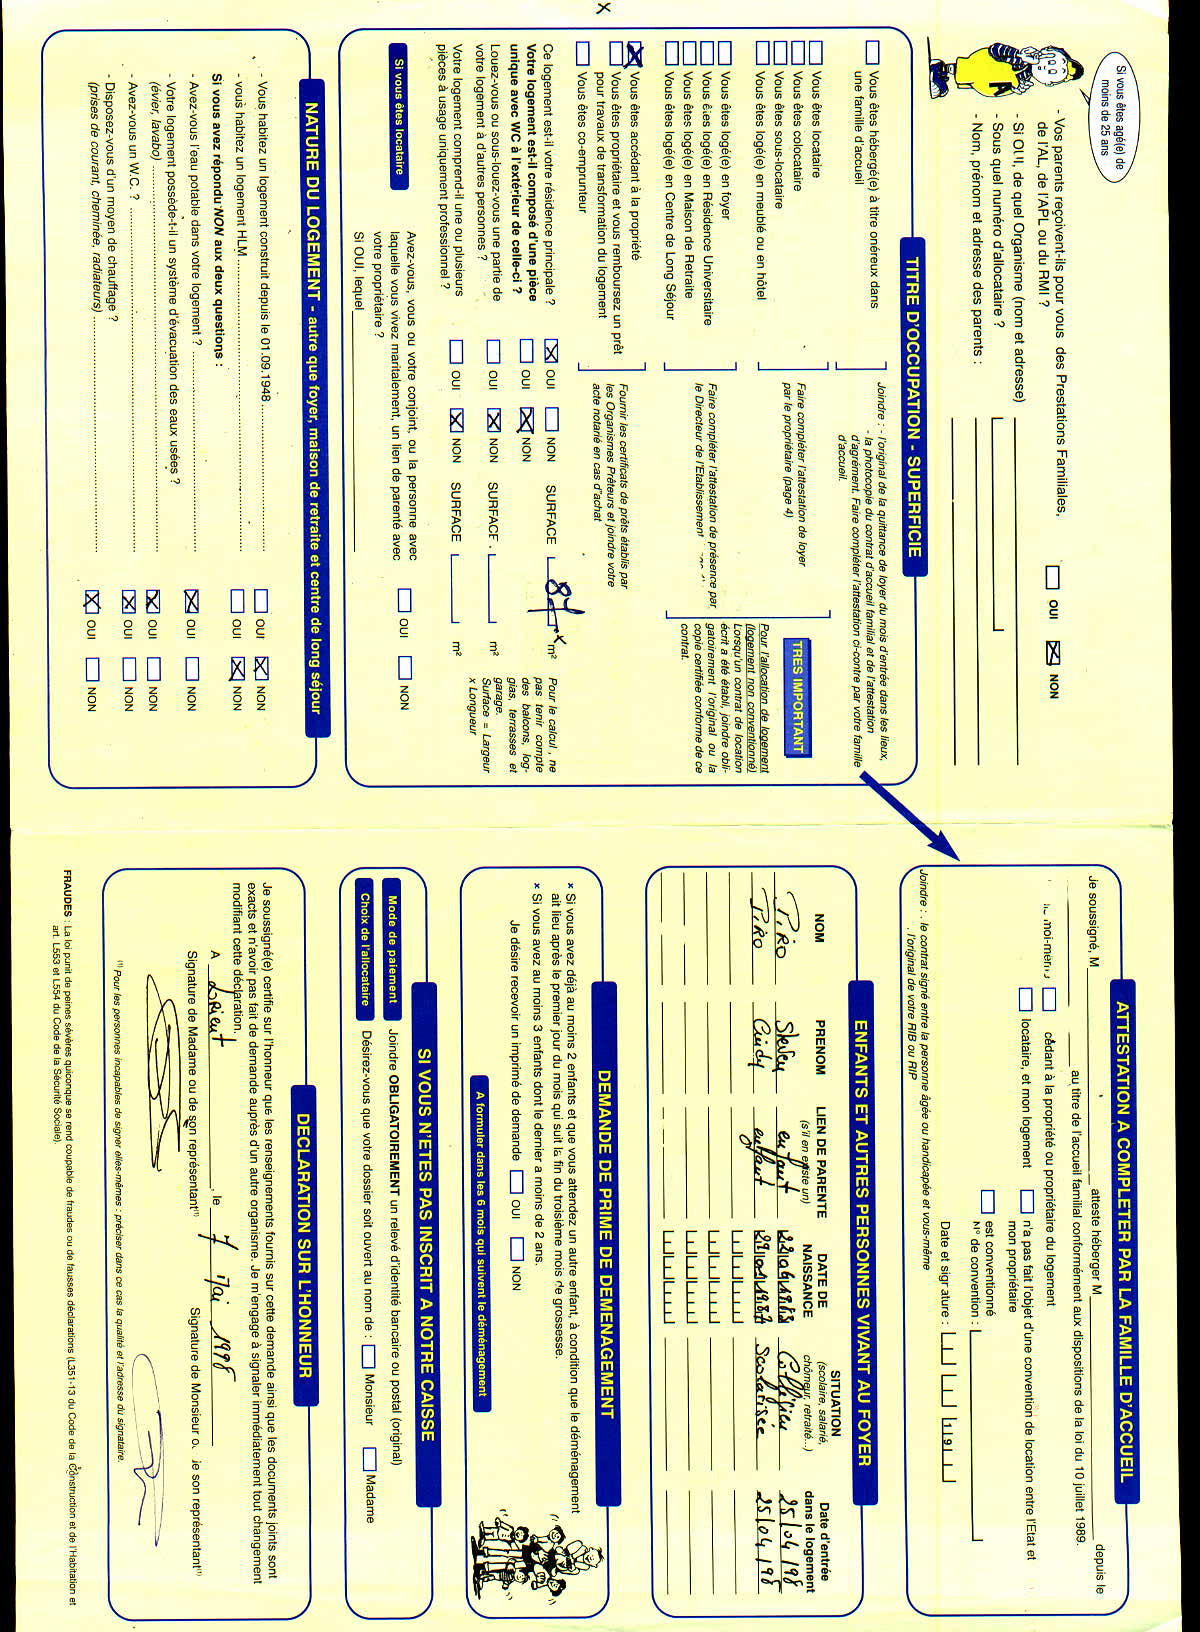 Si vous êtes agé(e) de
moins de 25 ans
- Vos parents reçoivent-ils pour vous des Prestations Familiales,
de l'AL, de l'APL ou du RMI ?
OUI
NON
- Si OUI, de quel Organisme (nom et adresse)
- Sous quel numéro d'allocataire ?
- Nom, prénom et adresse des parents :
TITRE D'OCCUPATION - SUPERFICIE
Vous êtes hébergé(e) à titre onéreux dans
une famille d'accueil
Joindre : - l'original de la quittance de loyer du mois d'entrée dans les lieux,
- la photocopie du contrat d'accueil familial et de l'attestation
d'agrément. Faire compléter l'attestation ci-contre par votre famille
d'accueil.
Vous êtes locataire
Vous êtes colocataire
Vous êtes sous-locataire
Vous êtes logé(e) en meublé ou en hôtel
Faire compléter l'attestation de loyer
par le propriétaire (page 4)
Vous êtes logé(e) en foyer
Vous êtes logé(e) en Résidence Universitaire
Vous êtes logé(e) en Maison de Retraite
Vous êtes logé(e) en Centre de Long Séjour
Faire compléter l'attestation de présence par
le Directeur de l'Etablissement
TRES IMPORTANT
Pour l'allocation de logement
(logement non conventionné)
Lorsqu'un contrat de location
écrit a été établi, joindre obli-
gatoirement l'original ou la
copie certifiée conforme de ce
contrat.
Vous êtes accédant à la propriété
Vous êtes propriétaire et vous remboursez un prêt
pour travaux de transformation du logement
Vous êtes co-emprunteur
Fournir les certificats de prêts établis par
les Organismes Prêteurs et joindre votre
acte notarié en cas d'achat
Ce logement est-il votre résidence principale ? OUI NON SURFACE 87 m²
Votre logement est-il composé d'une pièce
unique avec WC à l'extérieur de celle-ci ? OUI NON
Louez-vous ou sous-louez-vous une partie de
votre logement à d'autres personnes ? OUI NON SURFACE m²
Votre logement comprend-il une ou plusieurs
pièces à usage uniquement professionnel ? OUI NON SURFACE m²
Pour le calcul, ne
pas tenir compte
des balcons, log-
gias, terrasses et
garage.
Surface = Largeur
x Longueur
Si vous êtes locataire
Avez-vous, vous ou votre conjoint, ou la personne avec
laquelle vous vivez maritalement, un lien de parenté avec
votre propriétaire ? OUI NON
Si OUI, lequel
NATURE DU LOGEMENT - autre que foyer, maison de retraite et centre de long séjour
- Vous habitez un logement construit depuis le 01.09.1948 OUI NON
- vous habitez un logement HLM OUI NON
Si vous avez répondu NON aux deux questions :
- Avez-vous l'eau potable dans votre logement ? OUI NON
- Votre logement possède-t-il un système d'évacuation des eaux usées ?
(évier, lavabo) OUI NON
- Avez-vous un W.C. ? OUI NON
- Disposez-vous d'un moyen de chauffage ?
(prises de courant, cheminée, radiateurs) OUI NON
ATTESTATION A COMPLETER PAR LA FAMILLE D'ACCUEIL
Je soussigné, M atteste héberger M depuis le
au titre de l'accueil familial conformément aux dispositions de la loi du 10 juillet 1989.
moi-même
cédant à la propriété ou propriétaire du logement
locataire, et mon logement
n'a pas fait l'objet d'une convention de location entre l'Etat et
mon propriétaire
est conventionné
N° de convention :
Date et signature : 19
Joindre : . le contrat signé entre la personne âgée ou handicapée et vous-même
. l'original de votre RIB ou RIP
ENFANTS ET AUTRES PERSONNES VIVANT AU FOYER
NOM PRENOM LIEN DE PARENTE (s'il en existe un) DATE DE NAISSANCE SITUATION (scolaire, salarié, chômeur, retraité...) Date d'entrée dans le logement
PIRO enfant 25/04/98
PIRO Cindy enfant Scolarisée 25/04/98
DEMANDE DE PRIME DE DEMENAGEMENT
× Si vous avez déjà au moins 2 enfants et que vous attendez un autre enfant, à condition que le déménagement
ait lieu après le premier jour du mois qui suit la fin du troisième mois de grossesse.
× Si vous avez au moins 3 enfants dont le dernier a moins de 2 ans.
Je désire recevoir un imprimé de demande OUI NON
A formuler dans les 6 mois qui suivent le déménagement
SI VOUS N'ETES PAS INSCRIT A NOTRE CAISSE
Mode de paiement
Joindre OBLIGATOIREMENT un relevé d'identité bancaire ou postal (original)
Choix de l'allocataire
Désirez-vous que votre dossier soit ouvert au nom de : Monsieur Madame
DECLARATION SUR L'HONNEUR
Je soussigné(e) certifie sur l'honneur que les renseignements fournis sur cette demande ainsi que les documents joints sont
exacts et n'avoir pas fait de demande auprès d'un autre organisme. Je m'engage à signaler immédiatement tout changement
modifiant cette déclaration.
A Lorient, le 7 Mai 1998
Signature de Madame ou de son représentant(1)
Signature de Monsieur o. de son représentant(1)
(1) Pour les personnes incapables de signer elles-mêmes : préciser dans ce cas la qualité et l'adresse du signataire.
FRAUDES : La loi punit de peines sévères quiconque se rend coupable de fraudes ou de fausses déclarations (L351-13 du Code de la Construction et de l'Habitation et
art. L553 et L554 du Code de la Sécurité Sociale).